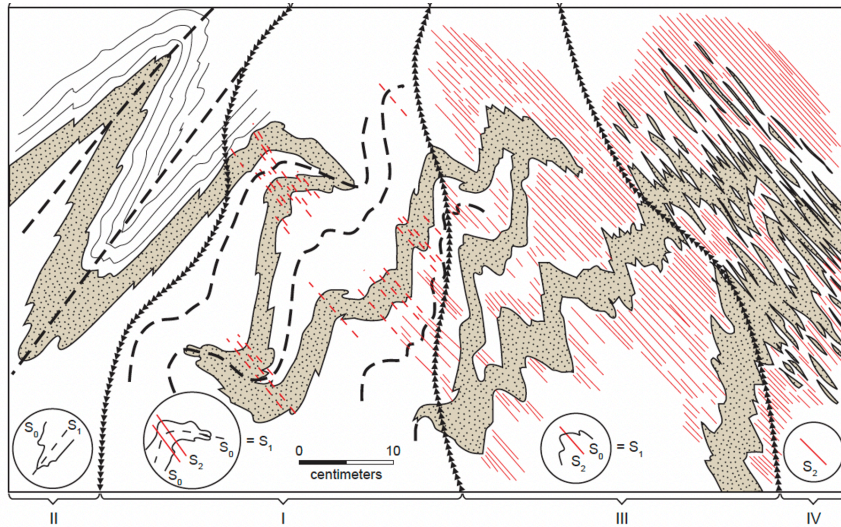 S0 S1
S0 = S1
S2
S0
0 10
centimeters
S0 = S1
S2
S2
II I III IV